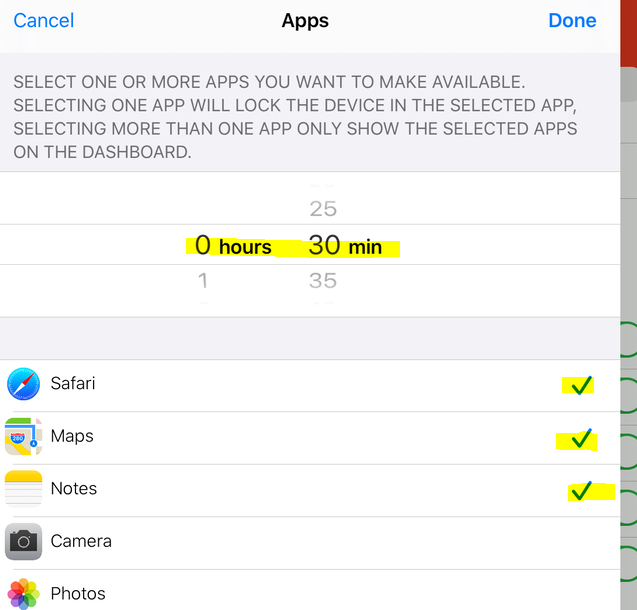 Cancel Apps Done
SELECT ONE OR MORE APPS YOU WANT TO MAKE AVAILABLE.
SELECTING ONE APP WILL LOCK THE DEVICE IN THE SELECTED APP,
SELECTING MORE THAN ONE APP ONLY SHOW THE SELECTED APPS
ON THE DASHBOARD.
25
0 hours 30 min
1 35
Safari
280
Maps
Notes
Camera
Photos